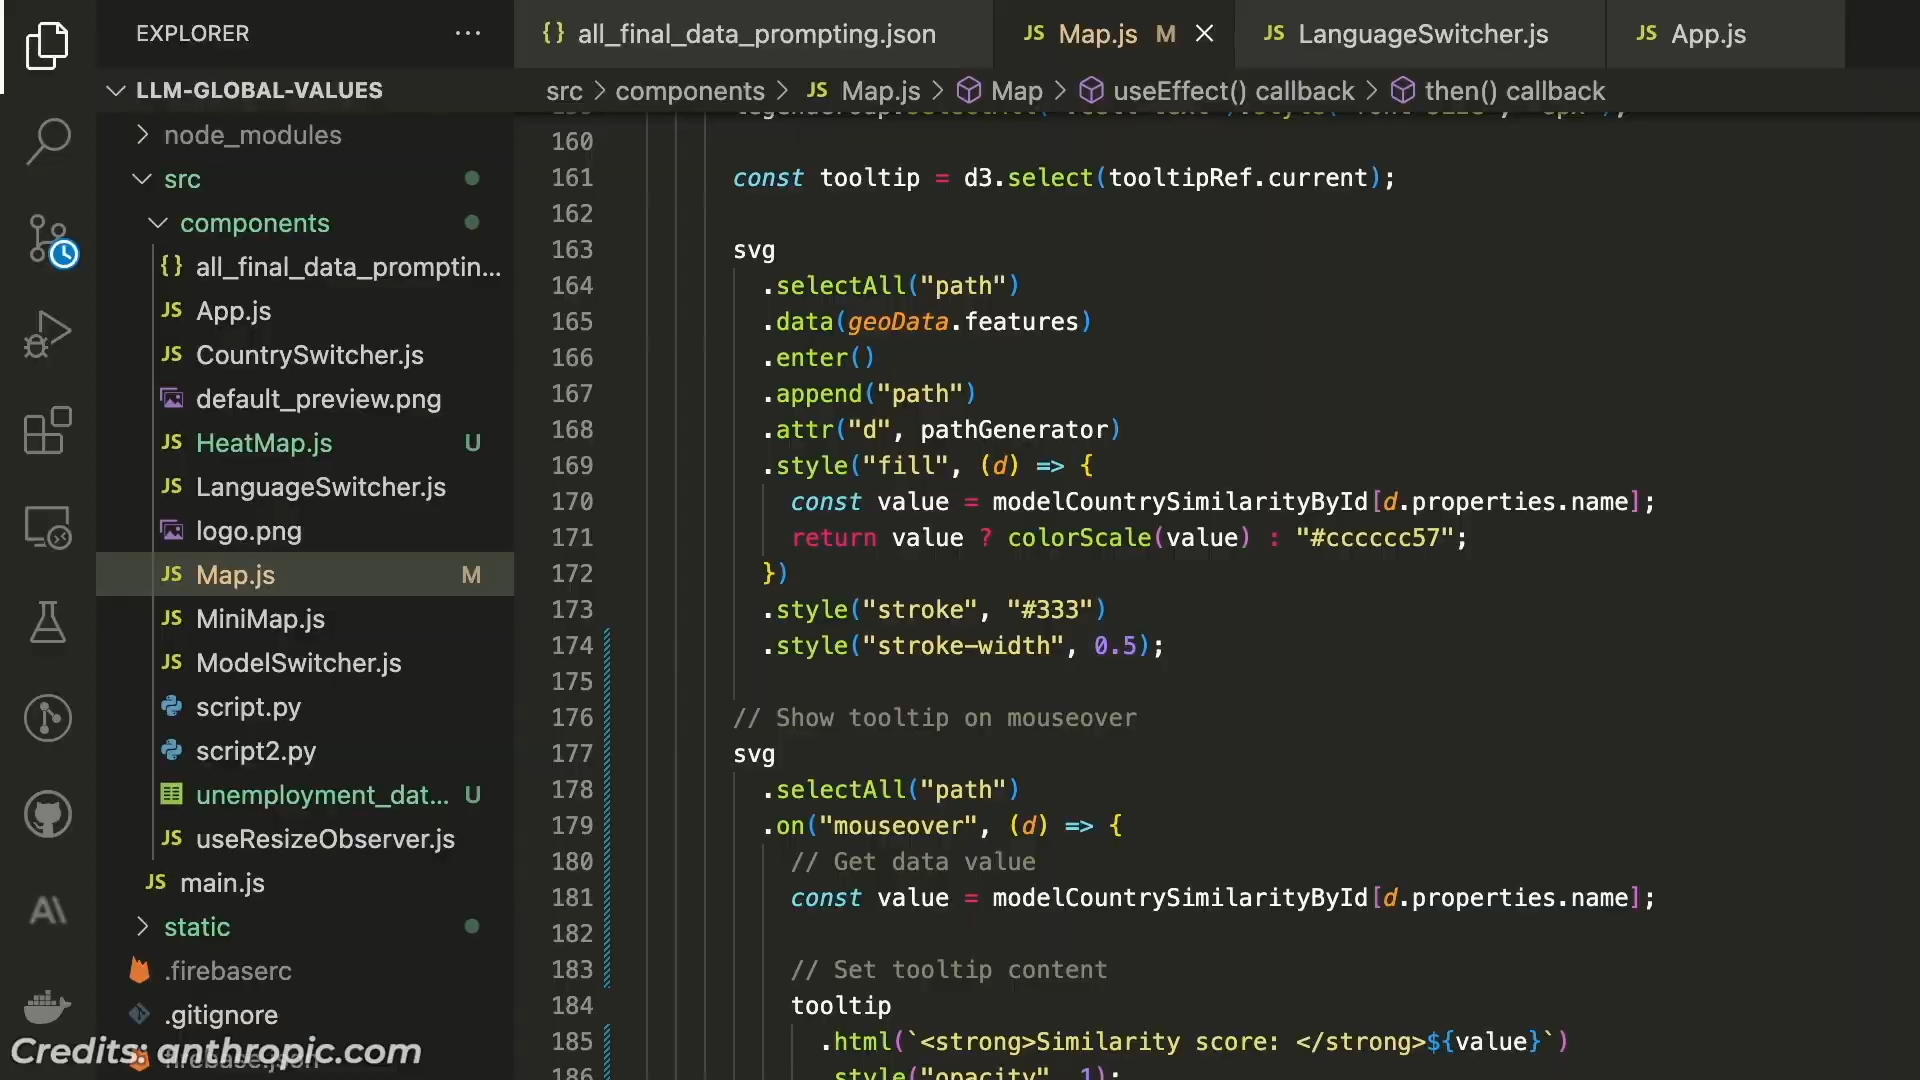 EXPLORER
LLM-GLOBAL-VALUES
node_modules
src
components
{} all_final_data_promptin...
JS App.js
JS CountrySwitcher.js
default_preview.png
JS HeatMap.js U
JS LanguageSwitcher.js
logo.png
JS Map.js M
JS MiniMap.js
JS ModelSwitcher.js
script.py
script2.py
unemployment_dat... U
JS useResizeObserver.js
JS main.js
static
.firebaserc
.gitignore
firebase.json
Credits: anthropic.com
{} all_final_data_prompting.json
JS Map.js M
JS LanguageSwitcher.js
JS App.js
src > components > JS Map.js > Map > useEffect() callback > then() callback
160
161 const tooltip = d3.select(tooltipRef.current);
162
163 svg
164 .selectAll("path")
165 .data(geoData.features)
166 .enter()
167 .append("path")
168 .attr("d", pathGenerator)
169 .style("fill", (d) => {
170 const value = modelCountrySimilarityById[d.properties.name];
171 return value ? colorScale(value) : "#cccccc57";
172 })
173 .style("stroke", "#333")
174 .style("stroke-width", 0.5);
175
176 // Show tooltip on mouseover
177 svg
178 .selectAll("path")
179 .on("mouseover", (d) => {
180 // Get data value
181 const value = modelCountrySimilarityById[d.properties.name];
182
183 // Set tooltip content
184 tooltip
185 .html(`<strong>Similarity score: </strong>${value}`)
186 .style("opacity", 1);